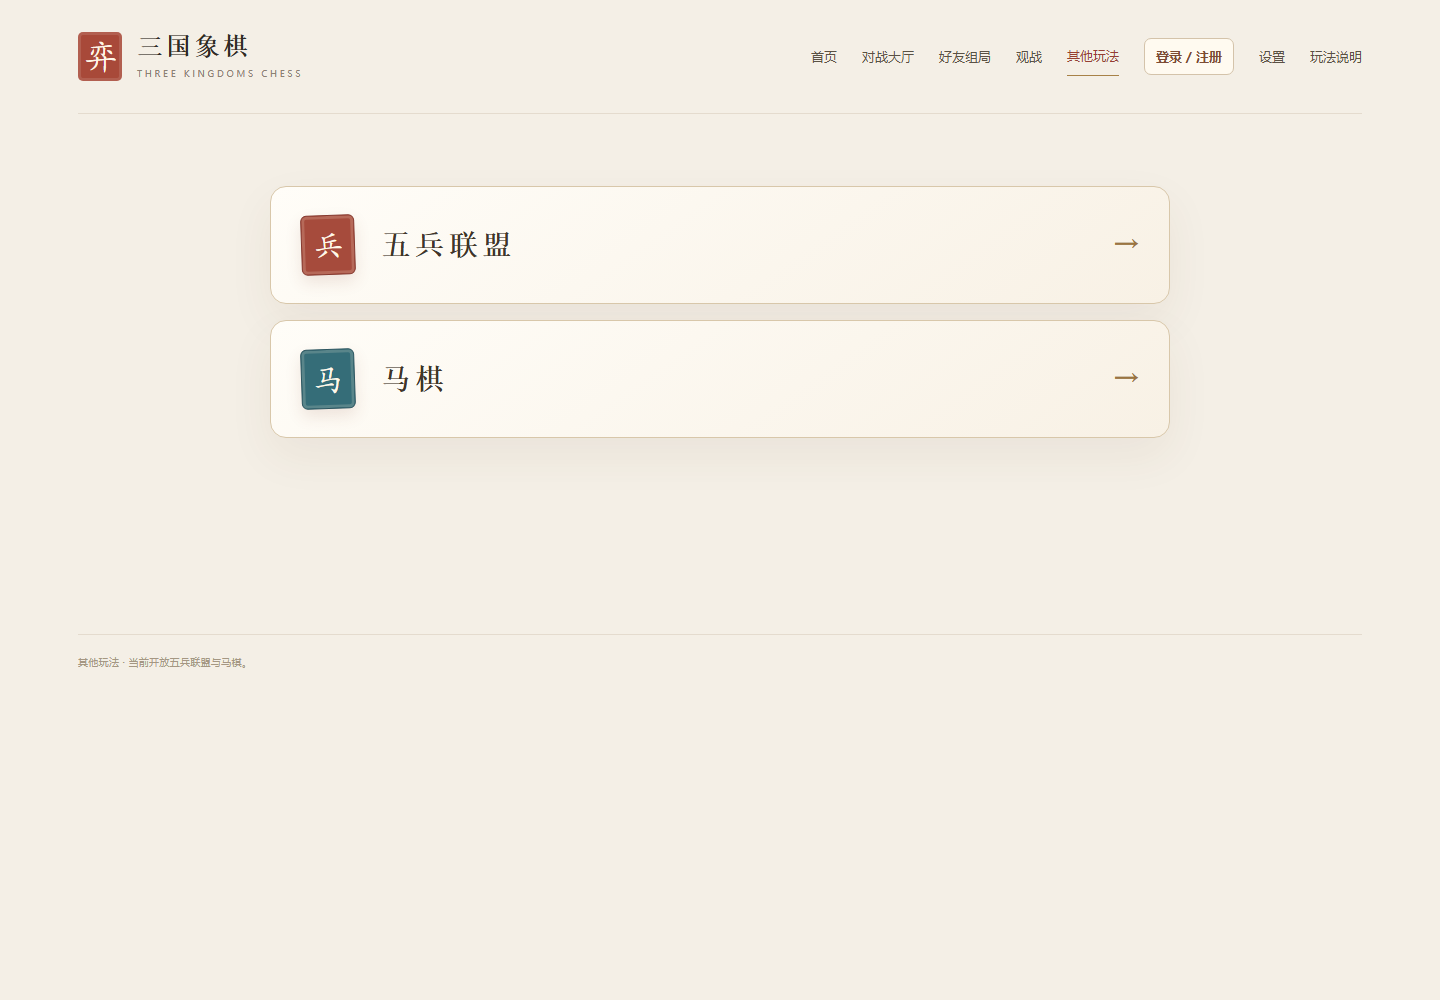 弈
三国象棋
THREE KINGDOMS CHESS
首页 对战大厅 好友组局 观战 其他玩法 登录 / 注册 设置 玩法说明
兵 五兵联盟 →
马 马棋 →
其他玩法 · 当前开放五兵联盟与马棋。